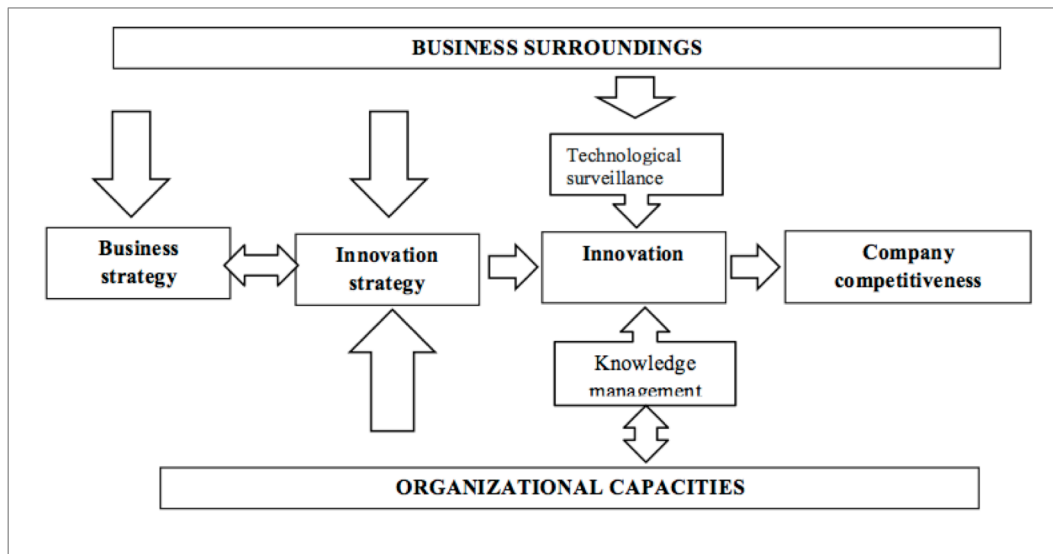 BUSINESS SURROUNDINGS
Technological
surveillance
Business
strategy
Innovation
strategy
Innovation
Company
competitiveness
Knowledge
management
ORGANIZATIONAL CAPACITIES